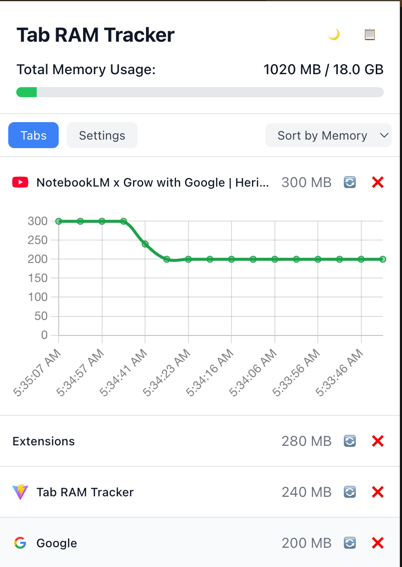 Tab RAM Tracker
Total Memory Usage: 1020 MB / 18.0 GB
Tabs Settings Sort by Memory
NotebookLM x Grow with Google | Heri... 300 MB
300
250
200
150
100
50
0
5:35:07 AM 5:34:57 AM 5:34:41 AM 5:34:23 AM 5:34:16 AM 5:34:06 AM 5:33:56 AM 5:33:46 AM
Extensions 280 MB
Tab RAM Tracker 240 MB
Google 200 MB